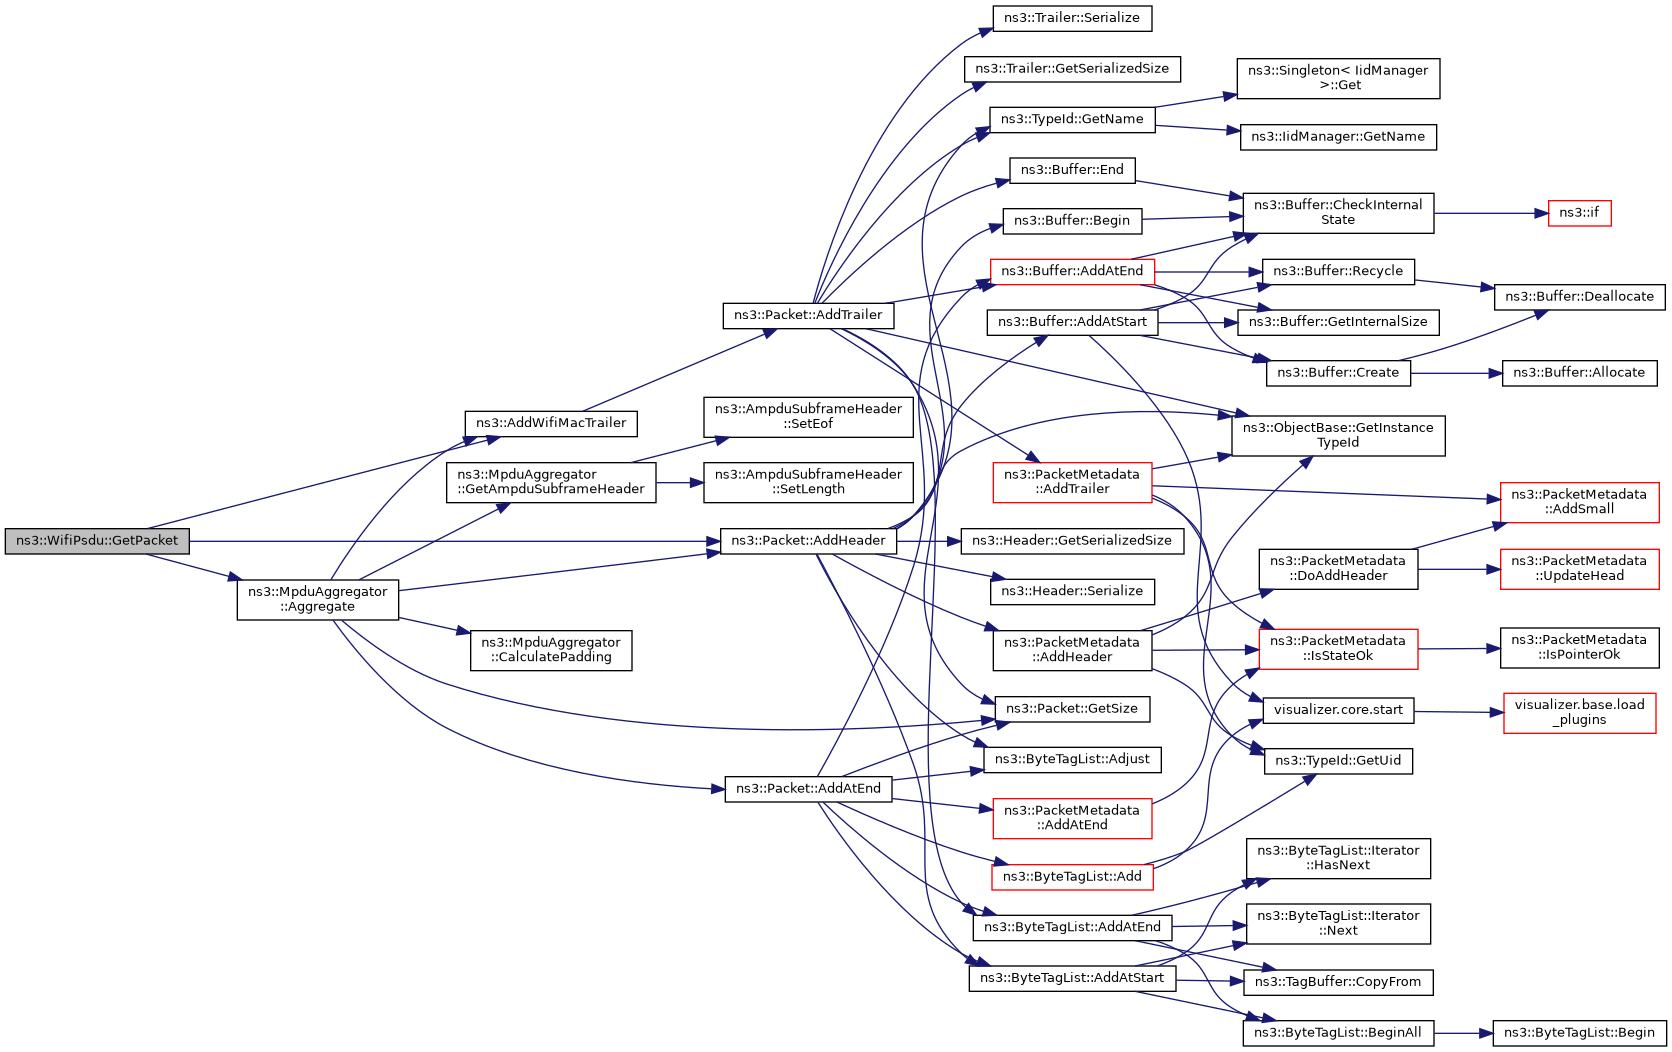 ns3::WifiPsdu::GetPacket
ns3::AddWifiMacTrailer
ns3::MpduAggregator
::GetAmpduSubframeHeader
ns3::MpduAggregator
::Aggregate
ns3::MpduAggregator
::CalculatePadding
ns3::Packet::AddTrailer
ns3::AmpduSubframeHeader
::SetEof
ns3::AmpduSubframeHeader
::SetLength
ns3::Packet::AddHeader
ns3::Packet::AddAtEnd
ns3::Trailer::Serialize
ns3::Trailer::GetSerializedSize
ns3::TypeId::GetName
ns3::Buffer::End
ns3::Buffer::Begin
ns3::Buffer::AddAtEnd
ns3::Buffer::AddAtStart
ns3::PacketMetadata
::AddTrailer
ns3::Header::GetSerializedSize
ns3::Header::Serialize
ns3::PacketMetadata
::AddHeader
ns3::Packet::GetSize
ns3::ByteTagList::Adjust
ns3::PacketMetadata
::AddAtEnd
ns3::ByteTagList::Add
ns3::ByteTagList::AddAtEnd
ns3::ByteTagList::AddAtStart
ns3::Singleton< IidManager
>::Get
ns3::IidManager::GetName
ns3::Buffer::CheckInternal
State
ns3::Buffer::Recycle
ns3::Buffer::GetInternalSize
ns3::Buffer::Create
ns3::ObjectBase::GetInstance
TypeId
ns3::PacketMetadata
::DoAddHeader
ns3::PacketMetadata
::IsStateOk
visualizer.core.start
ns3::TypeId::GetUid
ns3::ByteTagList::Iterator
::HasNext
ns3::ByteTagList::Iterator
::Next
ns3::TagBuffer::CopyFrom
ns3::ByteTagList::BeginAll
ns3::if
ns3::Buffer::Deallocate
ns3::Buffer::Allocate
ns3::PacketMetadata
::AddSmall
ns3::PacketMetadata
::UpdateHead
ns3::PacketMetadata
::IsPointerOk
visualizer.base.load
_plugins
ns3::ByteTagList::Begin